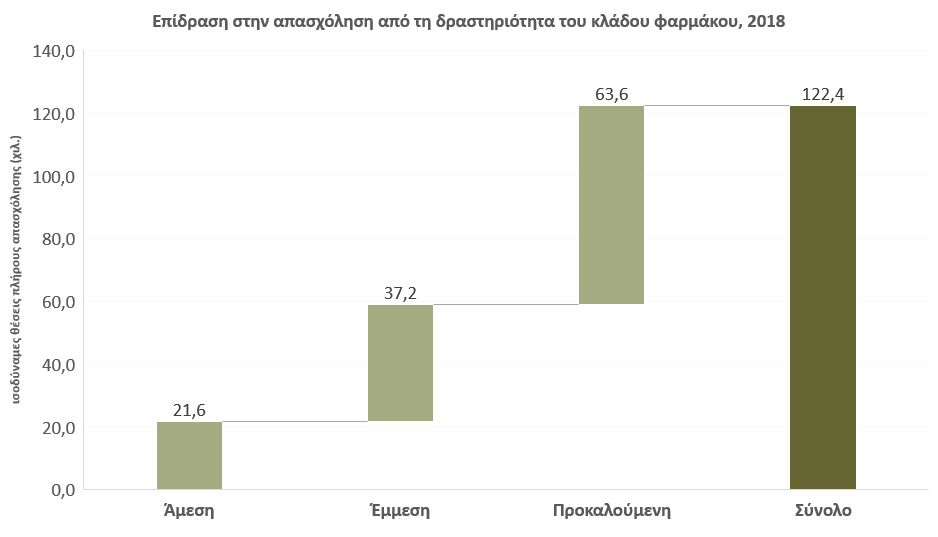 Επίδραση στην απασχόληση από τη δραστηριότητα του κλάδου φαρμάκου, 2018
ισοδύναμες θέσεις πλήρους απασχόλησης (χιλ.)
140,0
120,0
100,0
80,0
60,0
40,0
20,0
0,0
21,6
37,2
63,6
122,4
Άμεση
Έμμεση
Προκαλούμενη
Σύνολο